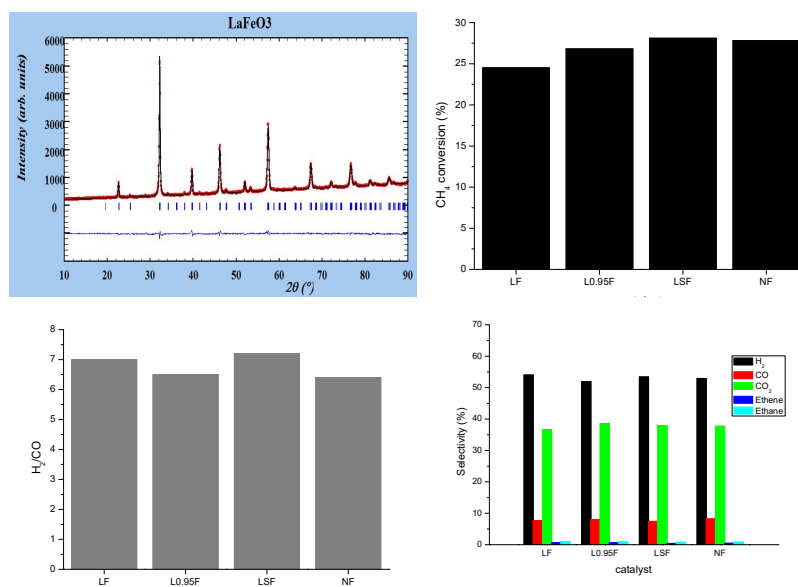 LaFeO3
Intensity (arb. units)
6000
5000
4000
3000
2000
1000
0
10 20 30 40 50 60 70 80 90
2θ (°)
CH4 conversion (%)
30
25
20
15
10
5
0
LF L0.95F LSF NF
H2/CO
8
7
6
5
4
3
2
1
0
LF L0.95F LSF NF
Selectivity (%)
70
60
50
40
30
20
10
0
H2
CO
CO2
Ethene
Ethane
LF L0.95F LSF NF
catalyst